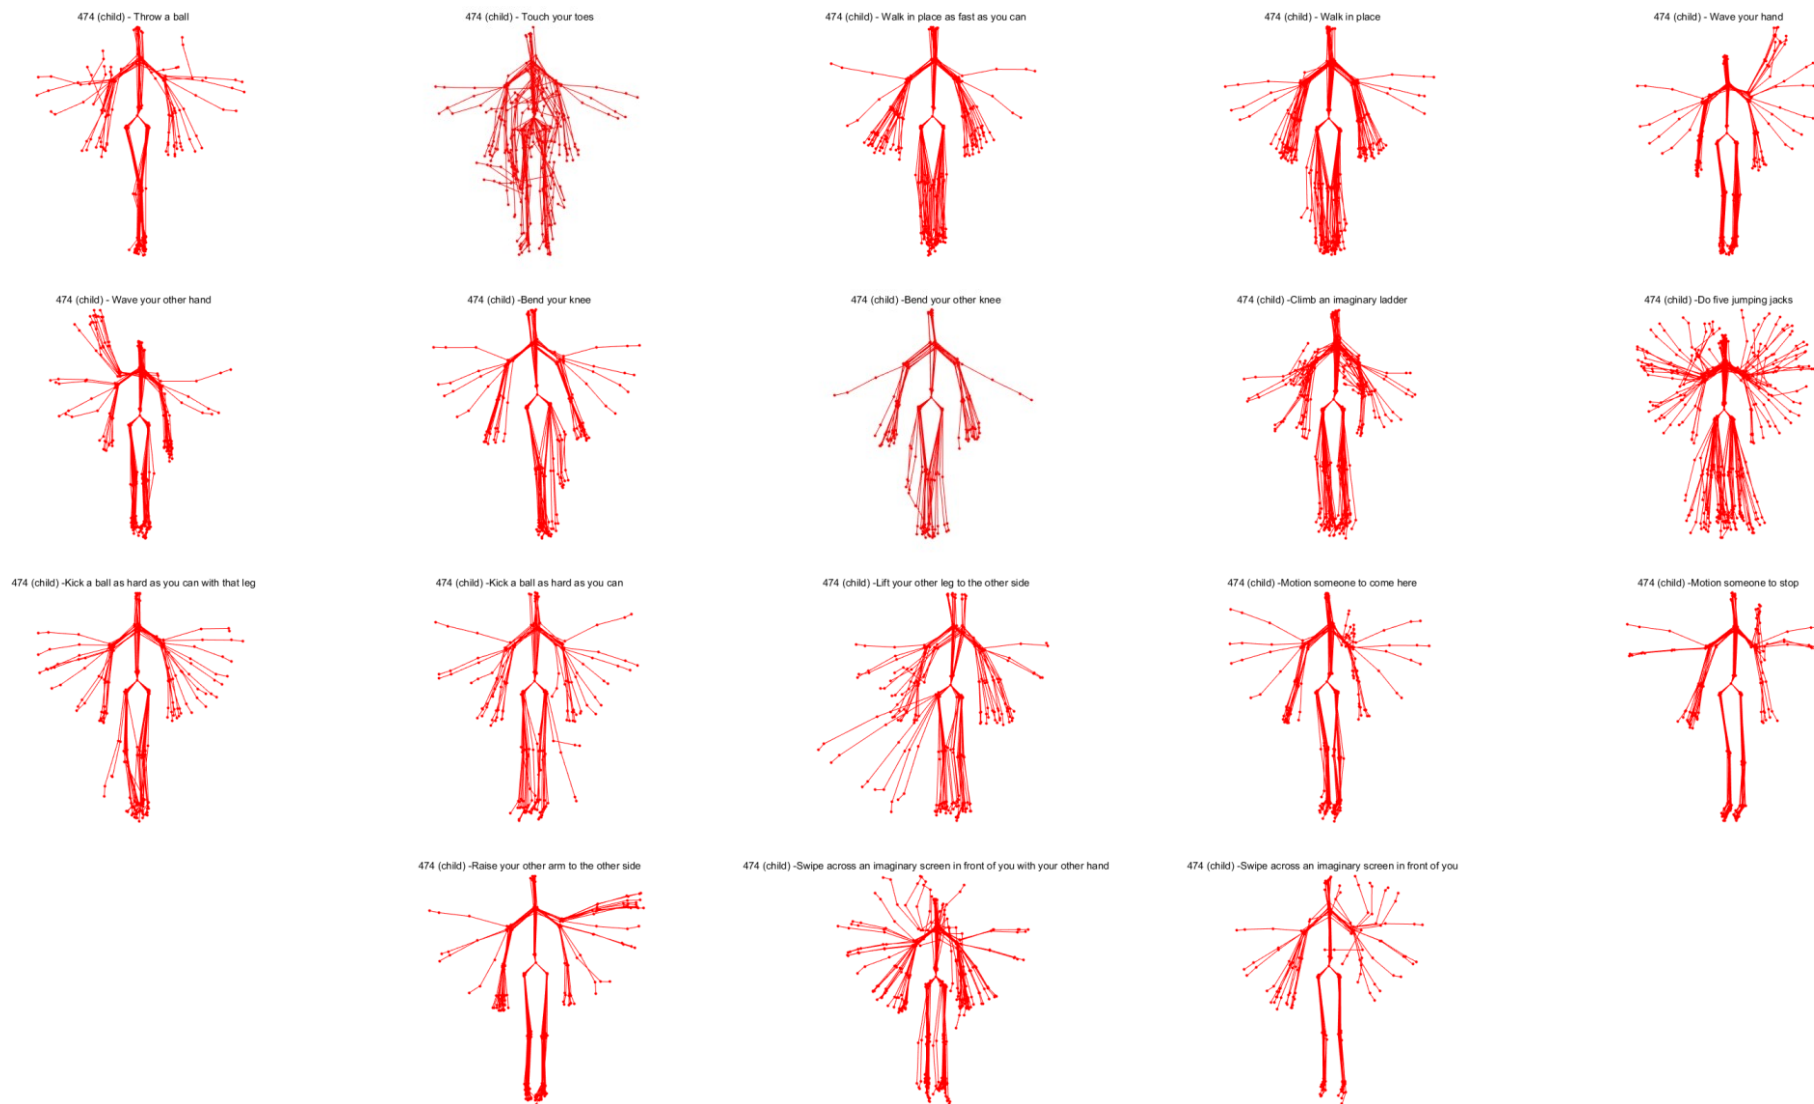 474 (child) - Throw a ball
474 (child) - Touch your toes
474 (child) - Walk in place as fast as you can
474 (child) - Walk in place
474 (child) - Wave your hand
474 (child) - Wave your other hand
474 (child) -Bend your knee
474 (child) -Bend your other knee
474 (child) -Climb an imaginary ladder
474 (child) -Do five jumping jacks
474 (child) -Kick a ball as hard as you can with that leg
474 (child) -Kick a ball as hard as you can
474 (child) -Lift your other leg to the other side
474 (child) -Motion someone to come here
474 (child) -Motion someone to stop
474 (child) -Raise your other arm to the other side
474 (child) -Swipe across an imaginary screen in front of you with your other hand
474 (child) -Swipe across an imaginary screen in front of you